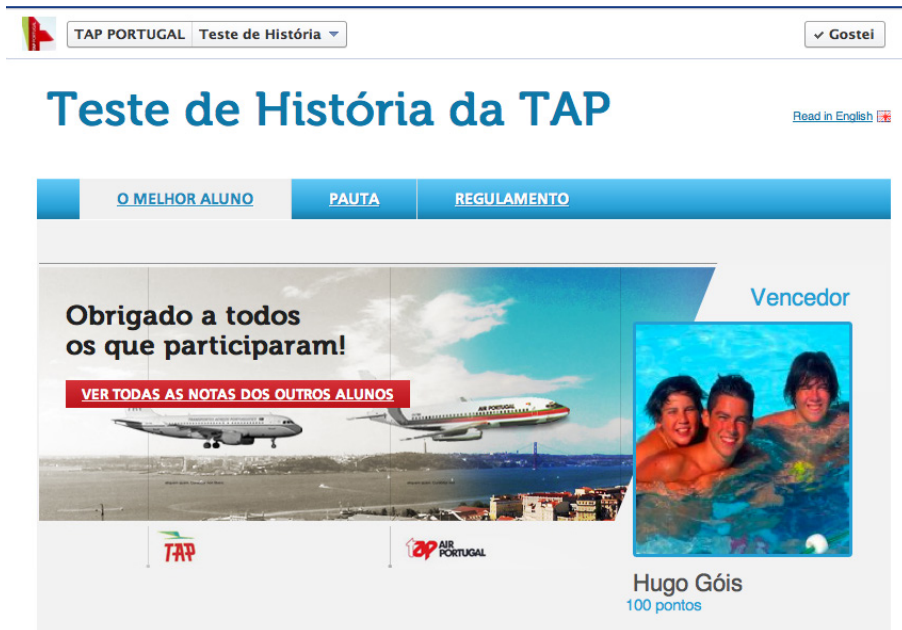 TAP PORTUGAL Teste de História
Gostei
Teste de História da TAP
Read in English
O MELHOR ALUNO
PAUTA
REGULAMENTO
Obrigado a todos
os que participaram!
VER TODAS AS NOTAS DOS OUTROS ALUNOS
Vencedor
AIR PORTUGAL
TAP
tap AIR
PORTUGAL
Hugo Góis
100 pontos